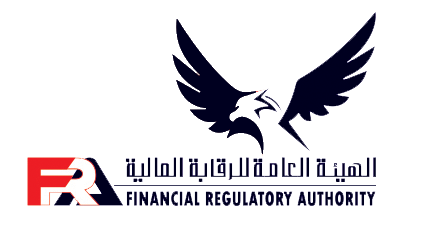 الهيئة العامة للرقابة المالية
FRA
FINANCIAL REGULATORY AUTHORITY